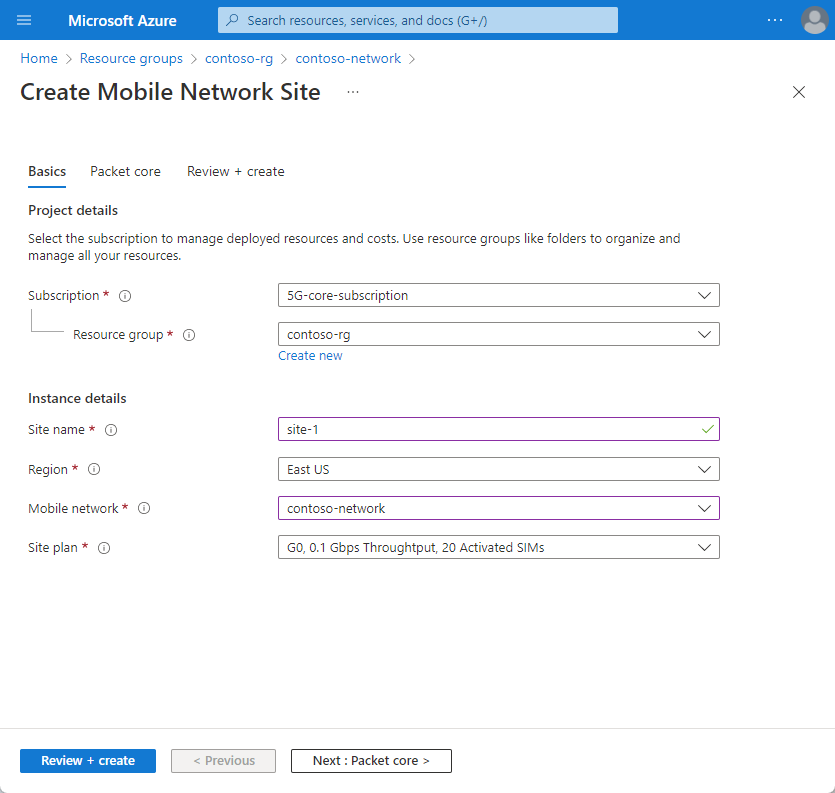 Microsoft Azure
Search resources, services, and docs (G+/)
...
Home > Resource groups > contoso-rg > contoso-network >
Create Mobile Network Site ...
Basics Packet core Review + create
Project details
Select the subscription to manage deployed resources and costs. Use resource groups like folders to organize and
manage all your resources.
Subscription * 5G-core-subscription
Resource group * contoso-rg
Create new
Instance details
Site name * site-1
Region * East US
Mobile network * contoso-network
Site plan * G0, 0.1 Gbps Throughtput, 20 Activated SIMs
Review + create < Previous Next : Packet core >